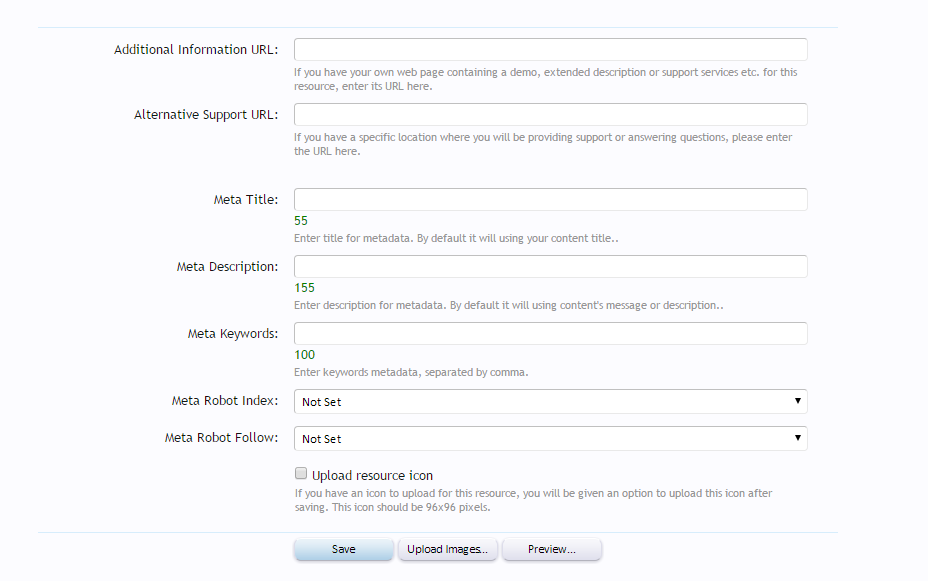 Additional Information URL:
If you have your own web page containing a demo, extended description or support services etc. for this
resource, enter its URL here.
Alternative Support URL:
If you have a specific location where you will be providing support or answering questions, please enter
the URL here.
Meta Title:
55
Enter title for metadata. By default it will using your content title..
Meta Description:
155
Enter description for metadata. By default it will using content's message or description..
Meta Keywords:
100
Enter keywords metadata, separated by comma.
Meta Robot Index: Not Set
Meta Robot Follow: Not Set
Upload resource icon
If you have an icon to upload for this resource, you will be given an option to upload this icon after
saving. This icon should be 96x96 pixels.
Save Upload Images... Preview...